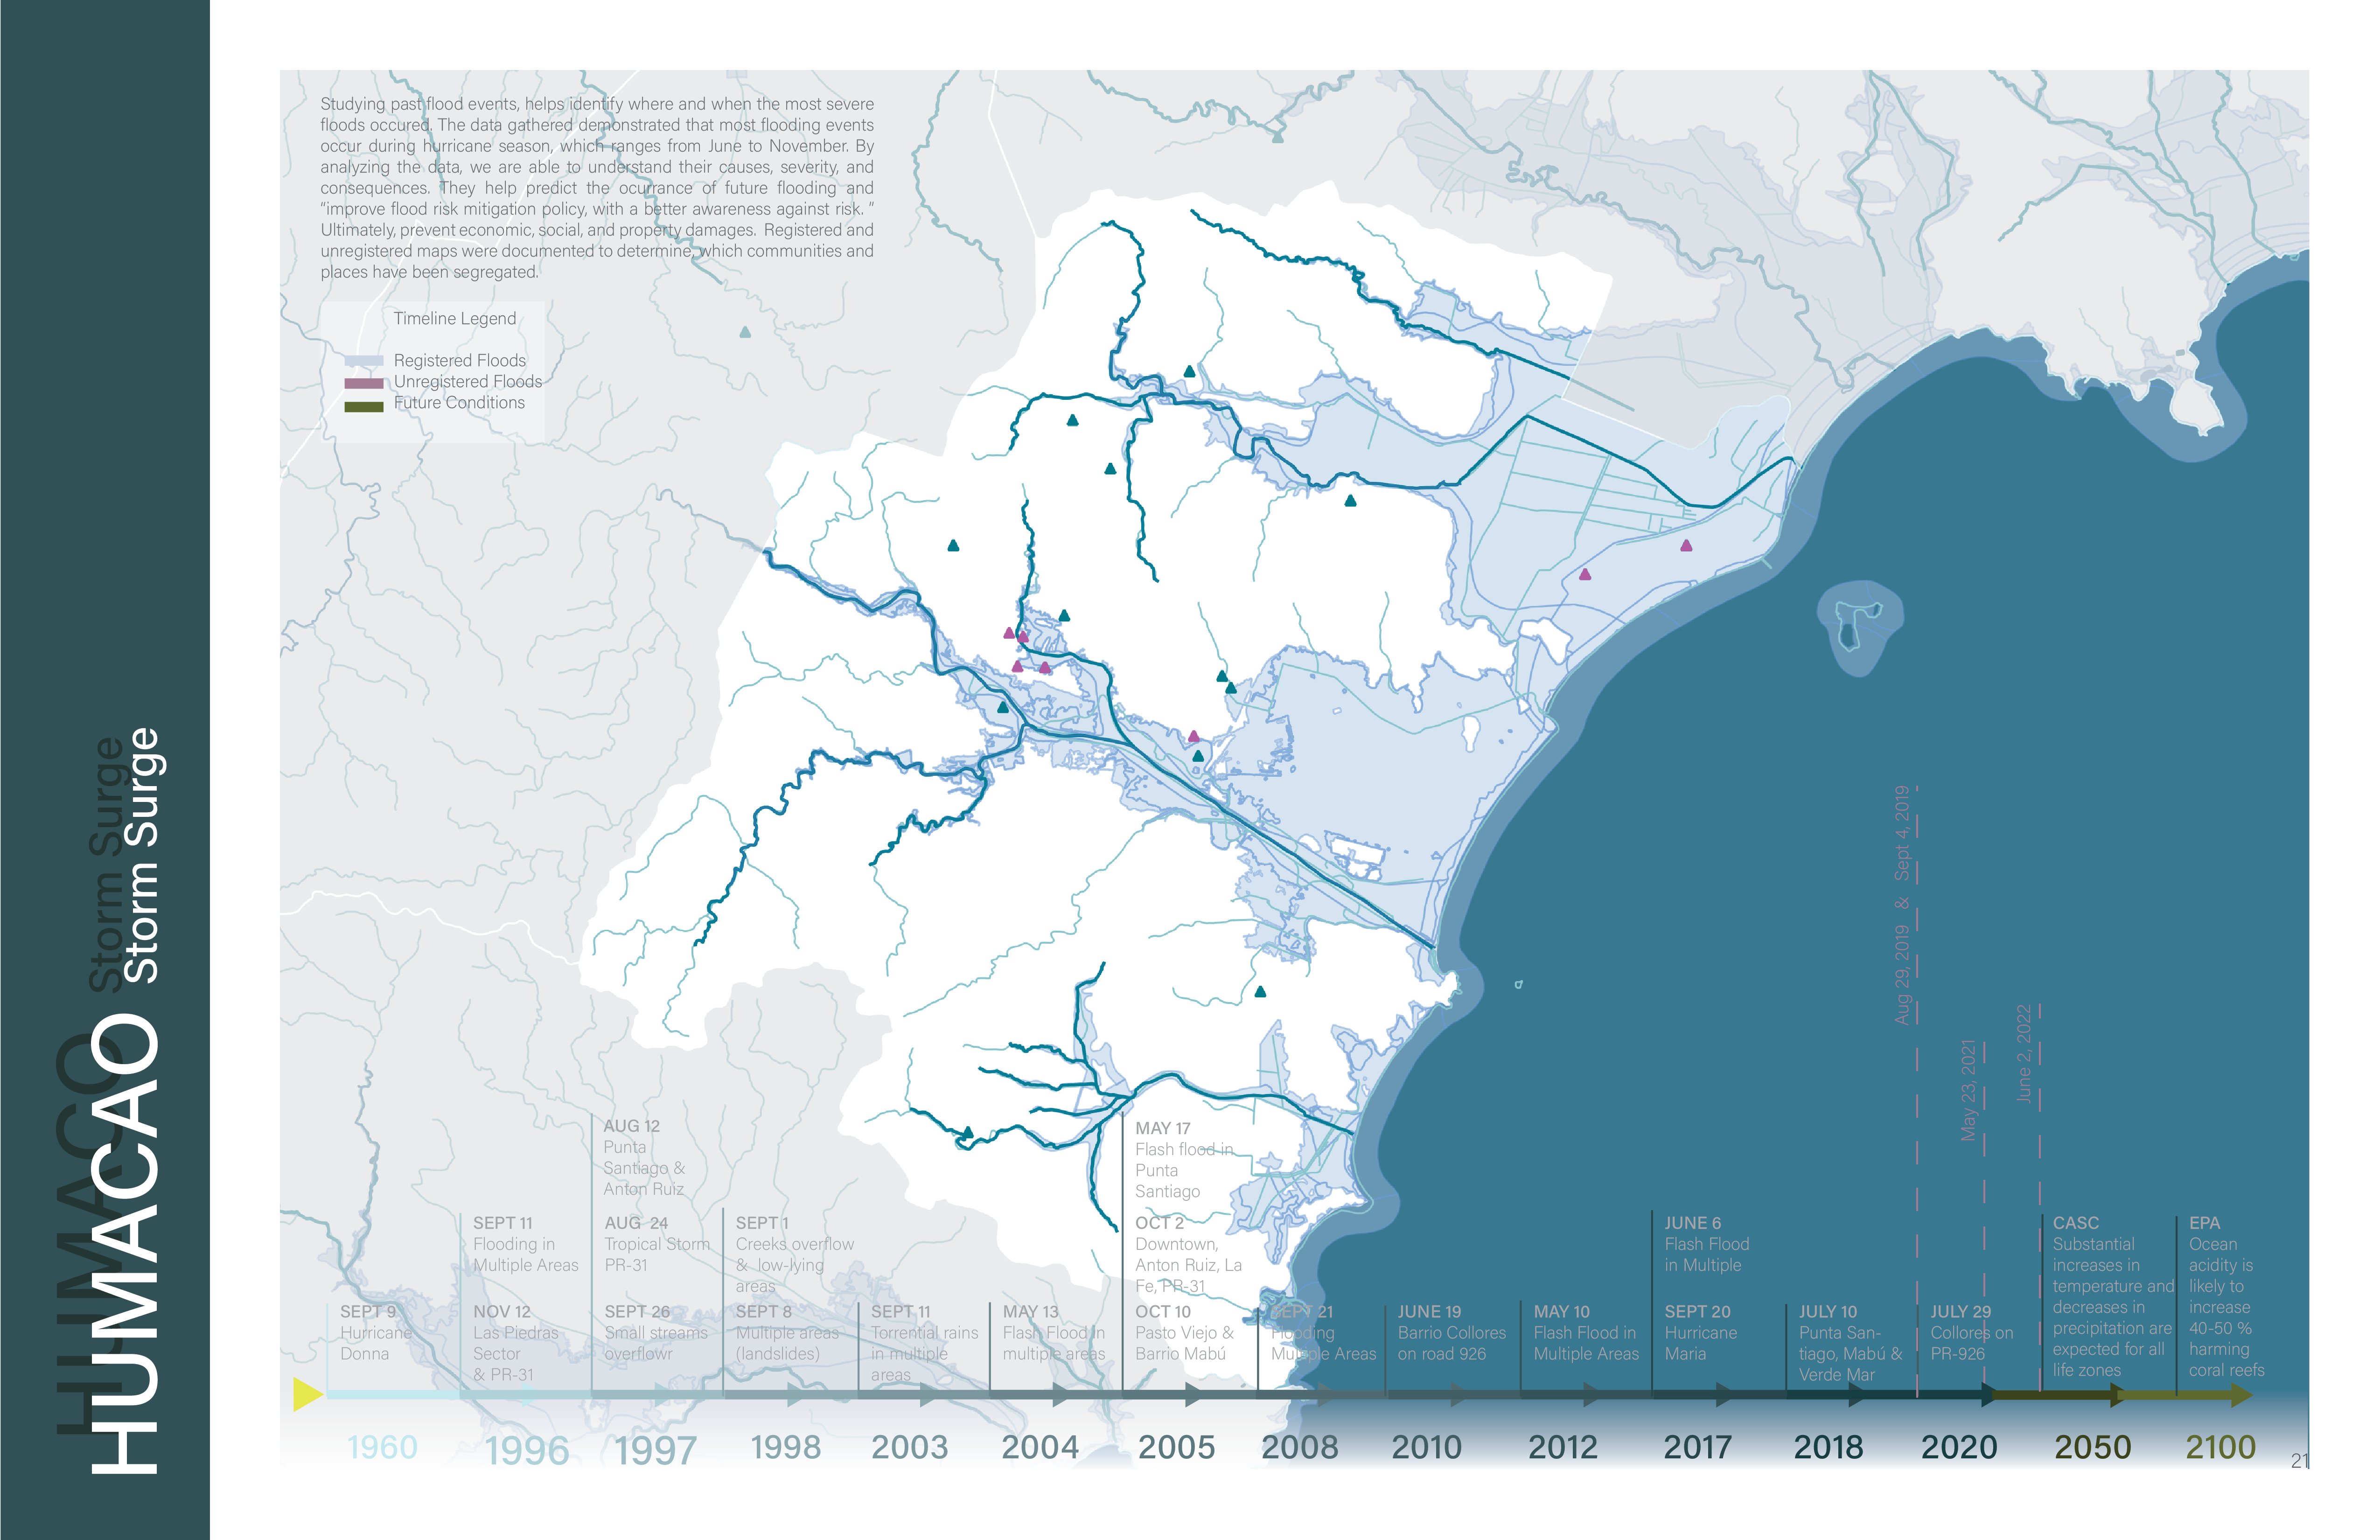 HUMACAO Storm Surge
HUMACAO Storm Surge
Studying past flood events, helps identify where and when the most severe
floods occured. The data gathered demonstrated that most flooding events
occur during hurricane season, which ranges from June to November. By
analyzing the data, we are able to understand their causes, severity, and
consequences. They help predict the ocurrance of future flooding and
"improve flood risk mitigation policy, with a better awareness against risk. "
Ultimately, prevent economic, social, and property damages. Registered and
unregistered maps were documented to determine, which communities and
places have been segregated.
Timeline Legend
Registered Floods
Unregistered Floods
Future Conditions
SEPT 9
Hurricane
Donna
SEPT 11
Flooding in
Multiple Areas
NOV 12
Las Piedras
Sector
& PR-31
AUG 12
Punta
Santiago &
Anton Ruiz
AUG 24
Tropical Storm
PR-31
SEPT 26
Small streams
overflowr
SEPT 1
Creeks overflow
& low-lying
areas
SEPT 8
Multiple areas
(landslides)
SEPT 11
Torrential rains
in multiple
areas
MAY 13
Flash Flood in
multiple areas
MAY 17
Flash flood in
Punta
Santiago
OCT 2
Downtown,
Anton Ruiz, La
Fe, PR-31
OCT 10
Pasto Viejo &
Barrio Mabú
SEPT 21
Flooding
Multiple Areas
JUNE 19
Barrio Collores
on road 926
MAY 10
Flash Flood in
Multiple Areas
JUNE 6
Flash Flood
in Multiple
SEPT 20
Hurricane
Maria
JULY 10
Punta San-
tiago, Mabú &
Verde Mar
Aug 29, 2019 & Sept 4, 2019
May 23, 2021
June 2, 2022
JULY 29
Collores on
PR-926
CASC
Substantial
increases in
temperature and
decreases in
precipitation are
expected for all
life zones
EPA
Ocean
acidity is
likely to
increase
40-50 %
harming
coral reefs
1960 1996 1997 1998 2003 2004 2005 2008 2010 2012 2017 2018 2020 2050 2100
21